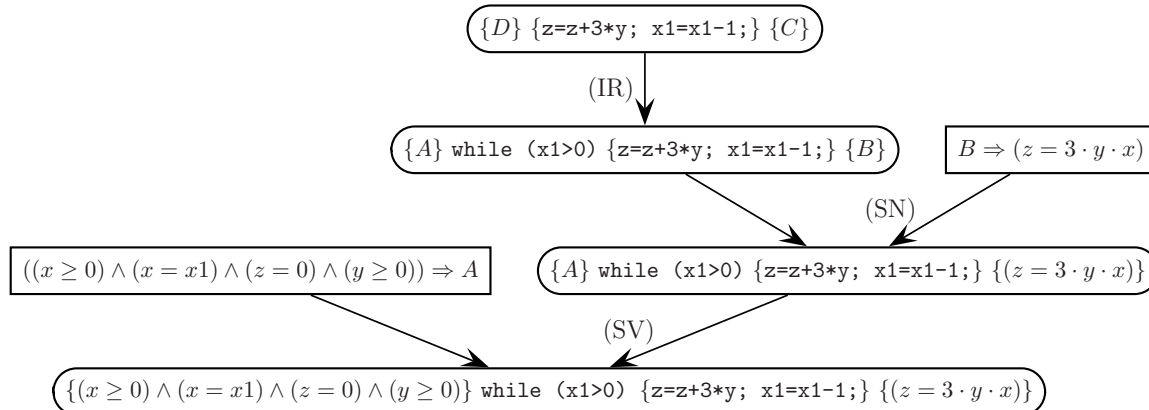 {D} {z=z+3*y; x1=x1-1;} {C}
(IR)
{A} while (x1>0) {z=z+3*y; x1=x1-1;} {B}
B ⇒ (z = 3 · y · x)
(SN)
((x ≥ 0) ∧ (x = x1) ∧ (z = 0) ∧ (y ≥ 0)) ⇒ A
{A} while (x1>0) {z=z+3*y; x1=x1-1;} {(z = 3 · y · x)}
(SV)
{(x ≥ 0) ∧ (x = x1) ∧ (z = 0) ∧ (y ≥ 0)} while (x1>0) {z=z+3*y; x1=x1-1;} {(z = 3 · y · x)}